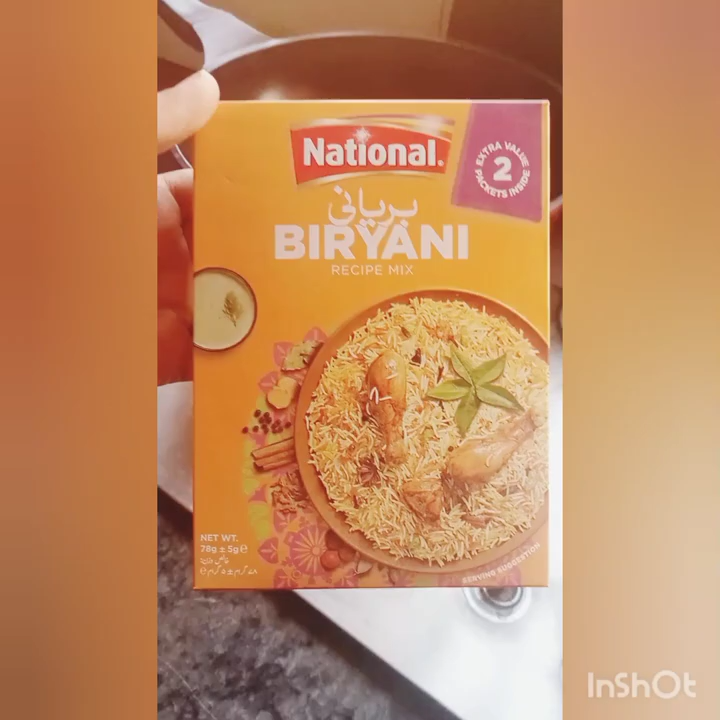 National®
EXTRA VALUE
2
PACKETS INSIDE
بریانی
BIRYANI
RECIPE MIX
NET WT.
78g ± 5g ℮
SERVING SUGGESTION
InShOt